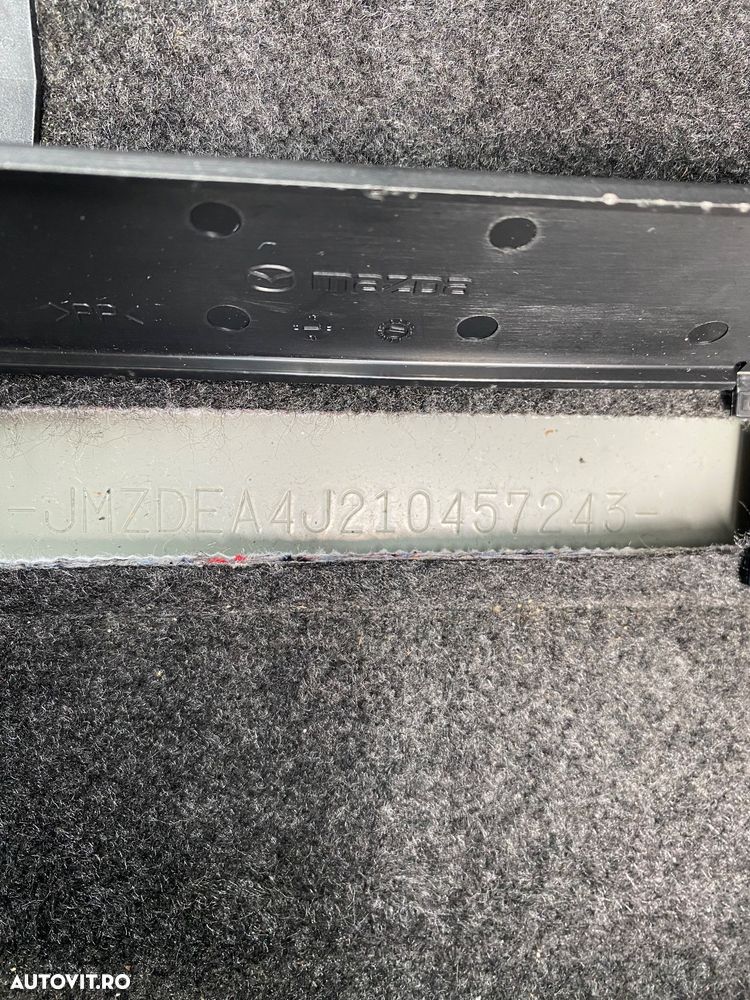 mazda
>PP<
-JMZDEA4J210457243-
AUTOVIT.RO